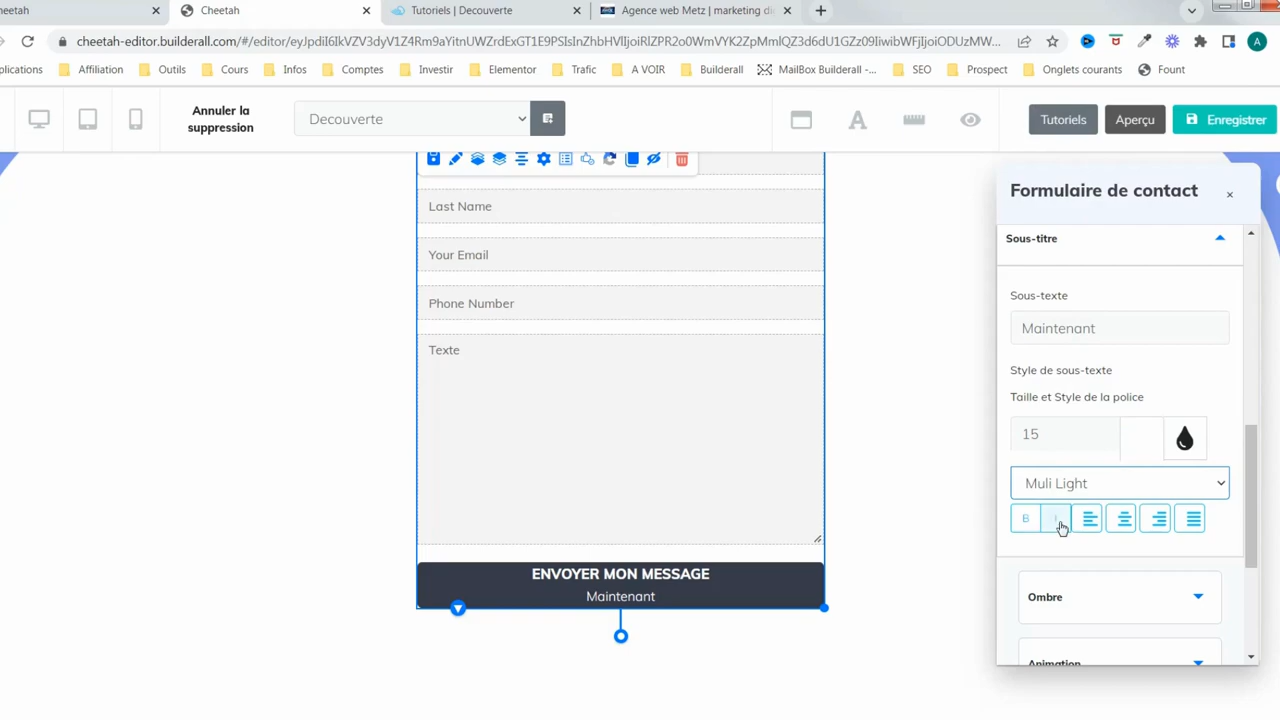 eetah
Cheetah
Tutoriels | Decouverte
Agence web Metz | marketing di
cheetah-editor.builderall.com/#/editor/
plications
Affiliation
Outils
Cours
Infos
Comptes
Investir
Elementor
Trafic
A VOIR
Builderall
MailBox Builderall -...
SEO
Prospect
Onglets courants
Fount
A
Annuler la
suppression
Decouverte
Tutoriels
Aperçu
Enregistrer
Formulaire de contact
×
Last Name
Your Email
Phone Number
Texte
ENVOYER MON MESSAGE
Maintenant
Sous-titre
Sous-texte
Maintenant
Style de sous-texte
Taille et Style de la police
15
Muli Light
B
I
Ombre
Animation